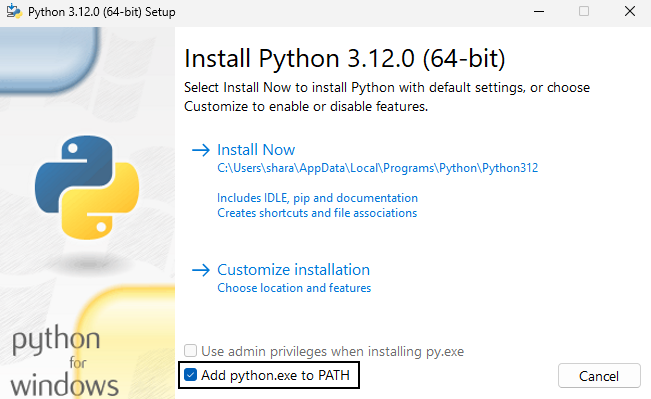 Python 3.12.0 (64-bit) Setup
Install Python 3.12.0 (64-bit)
Select Install Now to install Python with default settings, or choose
Customize to enable or disable features.
Install Now
C:\Users\shara\AppData\Local\Programs\Python\Python312
Includes IDLE, pip and documentation
Creates shortcuts and file associations
Customize installation
Choose location and features
Use admin privileges when installing py.exe
Add python.exe to PATH
Cancel
python
for
windows